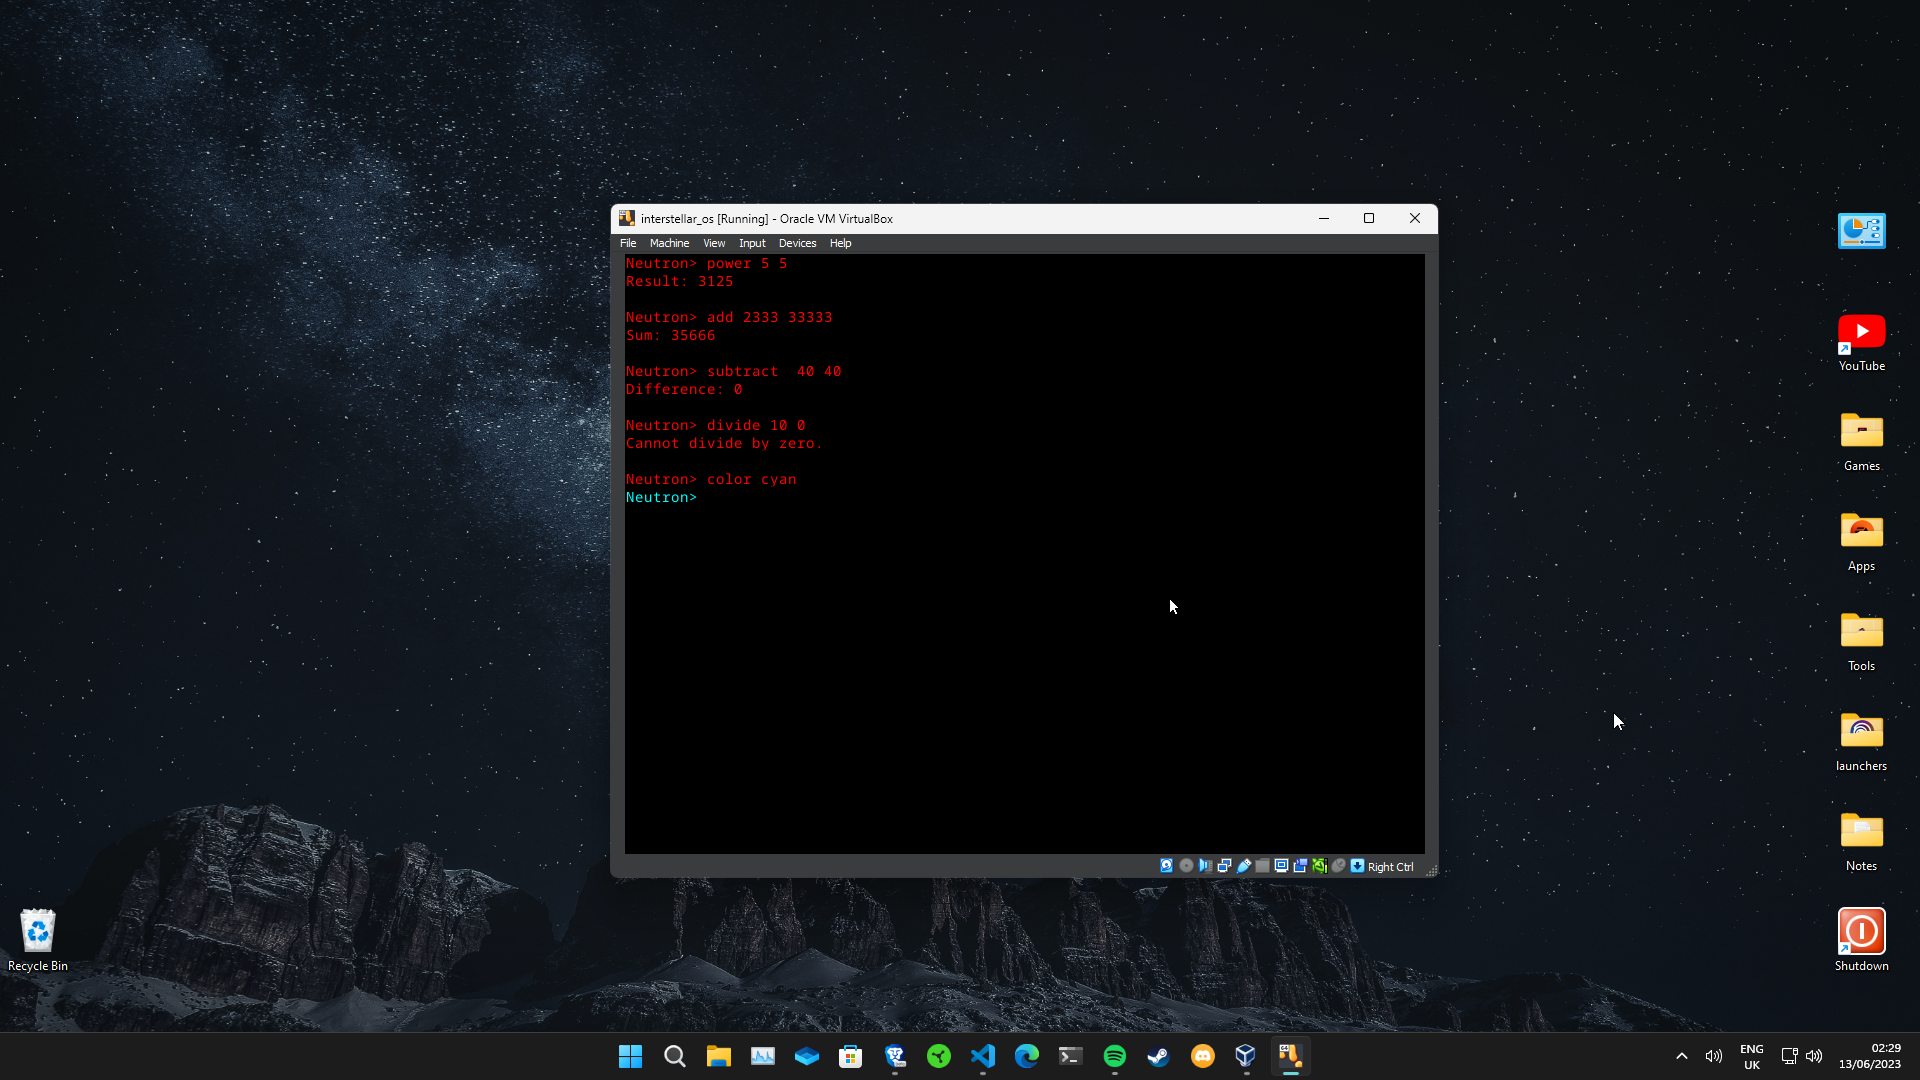 interstellar_os [Running] - Oracle VM VirtualBox
File Machine View Input Devices Help
Neutron> power 5 5
Result: 3125
Neutron> add 2333 33333
Sum: 35666
Neutron> subtract  40 40
Difference: 0
Neutron> divide 10 0
Cannot divide by zero.
Neutron> color cyan
Neutron>
Right Ctrl
YouTube
Games
Apps
Tools
launchers
Notes
Shutdown
Recycle Bin
ENG
UK
02:29
13/06/2023